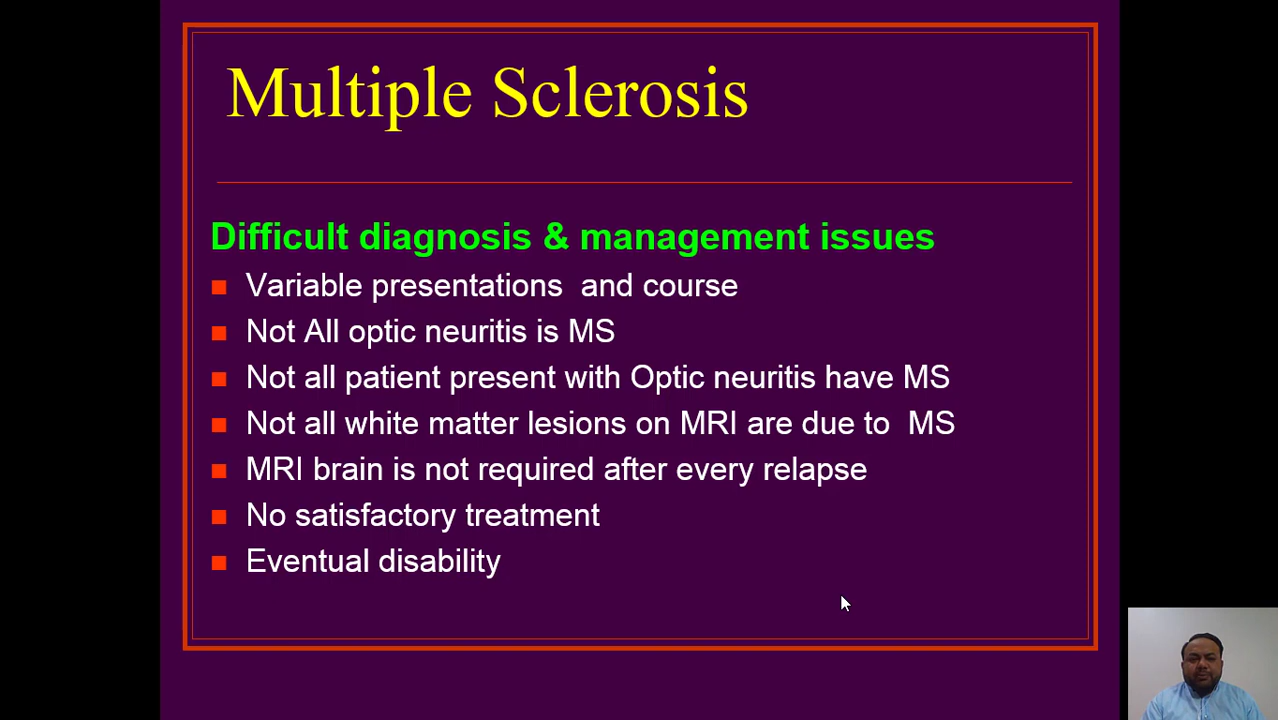 Multiple Sclerosis
Difficult diagnosis & management issues
Variable presentations and course
Not All optic neuritis is MS
Not all patient present with Optic neuritis have MS
Not all white matter lesions on MRI are due to MS
MRI brain is not required after every relapse
No satisfactory treatment
Eventual disability